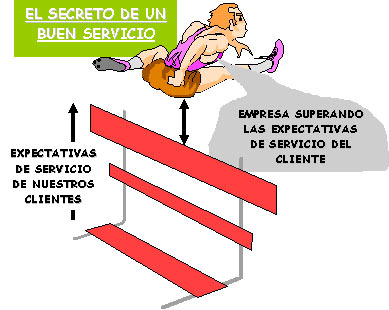 EL SECRETO DE UN
BUEN SERVICIO
EMPRESA SUPERANDO
LAS EXPECTATIVAS
DE SERVICIO DEL
CLIENTE
EXPECTATIVAS
DE SERVICIO
DE NUESTROS
CLIENTES